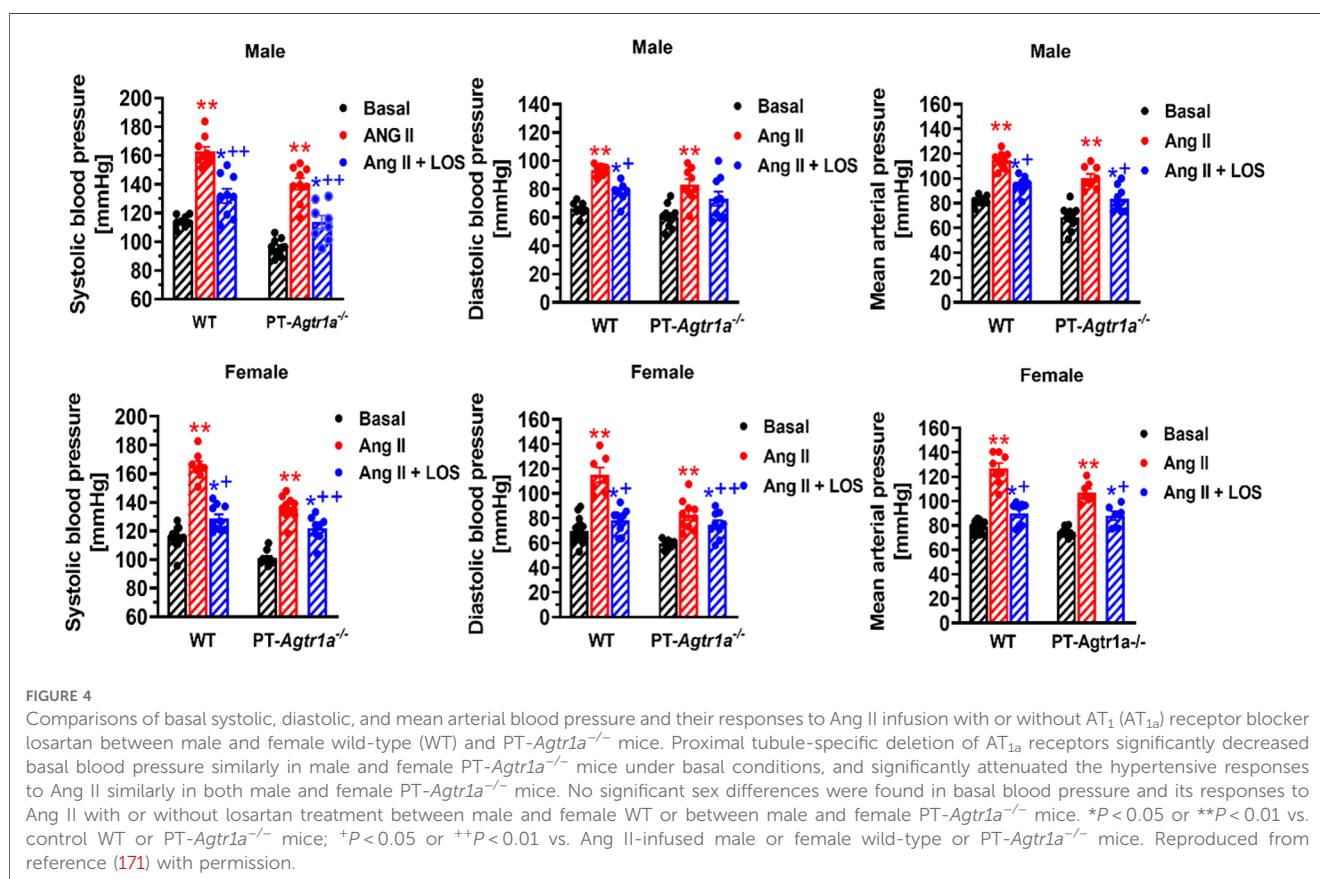 Male
Systolic blood pressure
[mmHg]
200
180
160
140
120
100
80
60
**
*++
**
*++
Basal
ANG II
Ang II + LOS
WT
PT-Agtr1a-/-
Male
Diastolic blood pressure
[mmHg]
140
120
100
80
60
40
20
0
**
*+
**
Basal
Ang II
Ang II + LOS
WT
PT-Agtr1a-/-
Male
Mean arterial pressure
[mmHg]
160
140
120
100
80
60
40
20
0
**
*+
**
*+
Basal
Ang II
Ang II + LOS
WT
PT-Agtr1a-/-
Female
Systolic blood pressure
[mmHg]
200
180
160
140
120
100
80
60
**
*+
**
*++
Basal
Ang II
Ang II + LOS
WT
PT-Agtr1a-/-
Female
Diastolic blood pressure
[mmHg]
160
140
120
100
80
60
40
20
0
**
*+
**
*++
Basal
Ang II
Ang II + LOS
WT
PT-Agtr1a-/-
Female
Mean arterial pressure
[mmHg]
160
140
120
100
80
60
40
20
0
**
*+
**
*+
Basal
Ang II
Ang II + LOS
WT
PT-Agtr1a-/-
FIGURE 4
Comparisons of basal systolic, diastolic, and mean arterial blood pressure and their responses to Ang II infusion with or without AT1 (AT1a) receptor blocker
losartan between male and female wild-type (WT) and PT-Agtr1a−/− mice. Proximal tubule-specific deletion of AT1a receptors significantly decreased
basal blood pressure similarly in male and female PT-Agtr1a−/− mice under basal conditions, and significantly attenuated the hypertensive responses
to Ang II similarly in both male and female PT-Agtr1a−/− mice. No significant sex differences were found in basal blood pressure and its responses to
Ang II with or without losartan treatment between male and female WT or between male and female PT-Agtr1a−/− mice. *P < 0.05 or **P < 0.01 vs.
control WT or PT-Agtr1a−/− mice; +P < 0.05 or ++P < 0.01 vs. Ang II-infused male or female wild-type or PT-Agtr1a−/− mice. Reproduced from
reference (171) with permission.